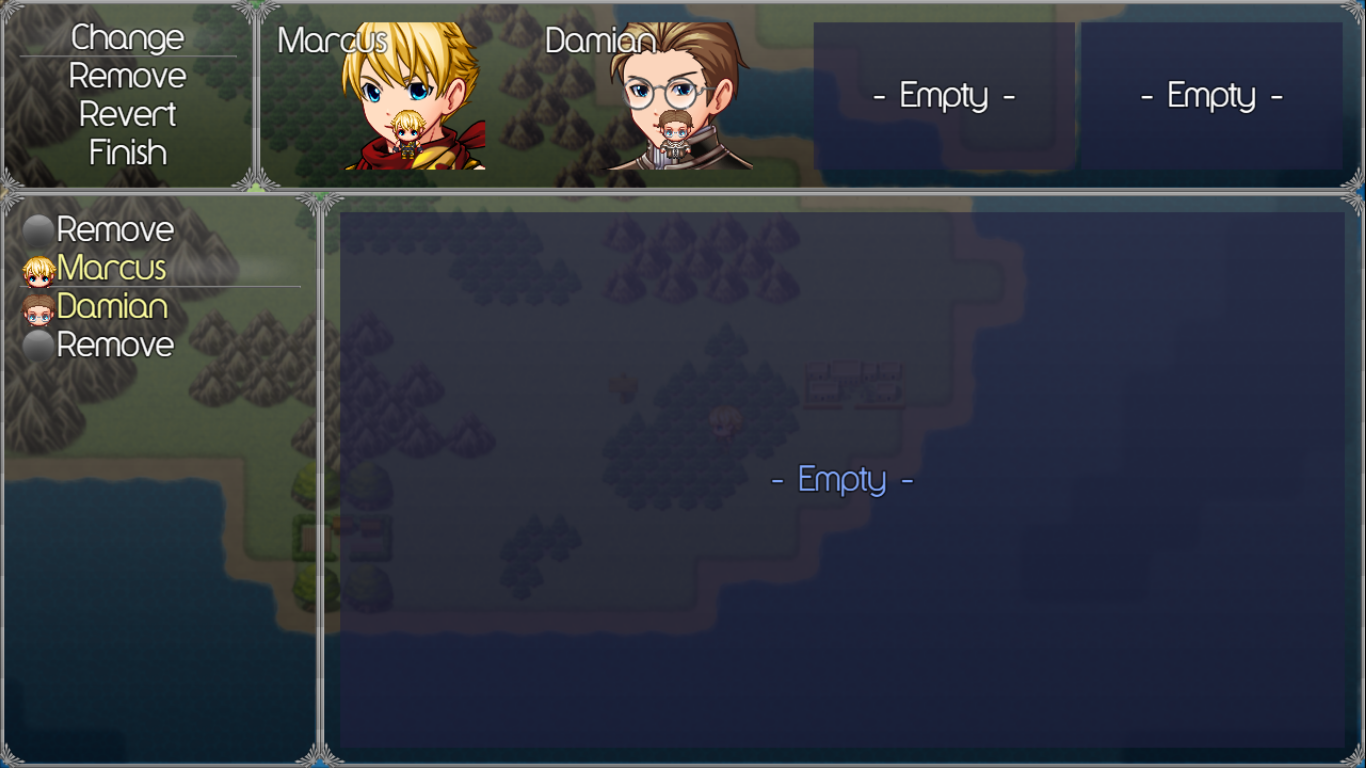 Change
Remove
Revert
Finish
Marcus
Damian
- Empty -
- Empty -
Remove
Marcus
Damian
Remove
- Empty -